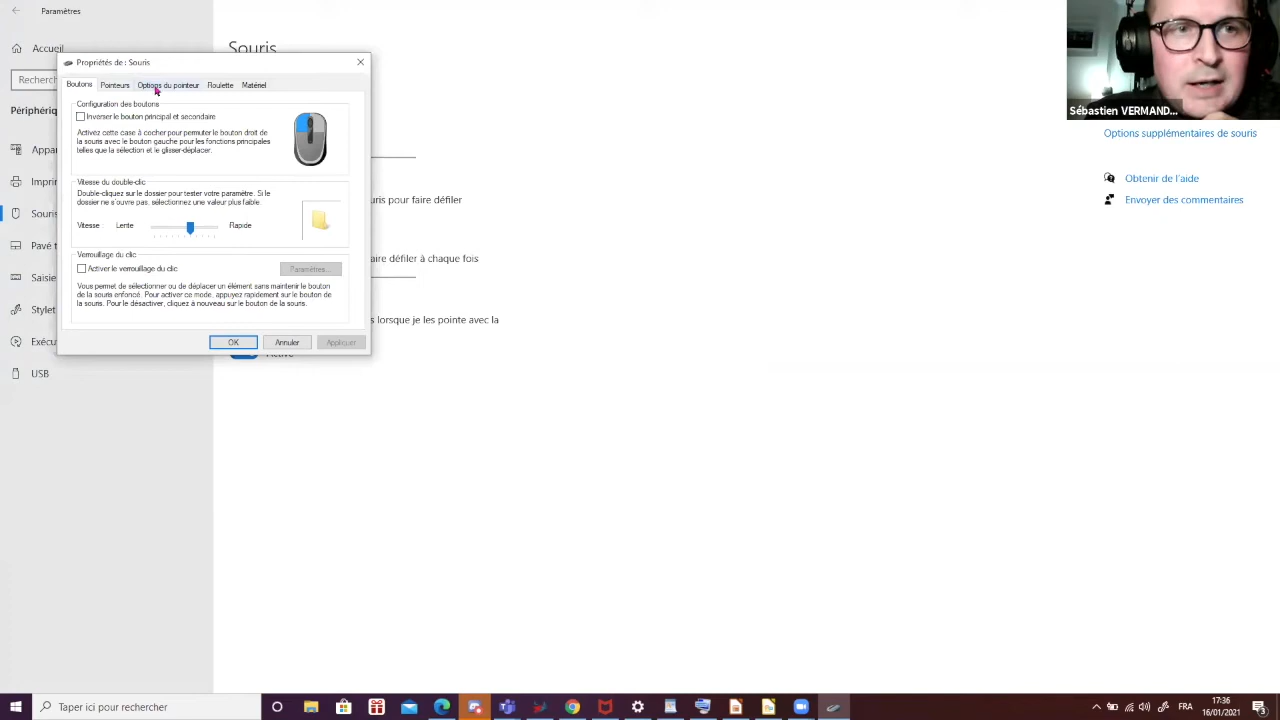 Paramètres
Accueil
Recherch
Périphériq
Appa
Imprim
Souris
Pavé t
Saisie
Stylet
Exécu
USB
Souris
Propriétés de : Souris
Boutons
Pointeurs
Options du pointeur
Roulette
Matériel
Configuration des boutons
Inverser le bouton principal et secondaire
Activez cette case à cocher pour permuter le bouton droit de
la souris avec le bouton gauche pour les fonctions principales
telles que la sélection et le glisser-déplacer.
Vitesse du double-clic
Double-cliquez sur le dossier pour tester votre paramètre. Si le
dossier ne s'ouvre pas, sélectionnez une valeur plus faible.
Vitesse
Lente
Rapide
Verrouillage du clic
Activer le verrouillage du clic
Paramètres...
Vous permet de sélectionner ou de déplacer un élément sans maintenir le bouton
de la souris enfoncé. Pour activer ce mode, appuyez rapidement sur le bouton de
la souris. Pour le désactiver, cliquez à nouveau sur le bouton de la souris.
OK
Annuler
Appliquer
uris pour faire défiler
aire défiler à chaque fois
s lorsque je les pointe avec la
Activé
Sébastien VERMAND...
Options supplémentaires de souris
Obtenir de l'aide
Envoyer des commentaires
Taper ici pour rechercher
FRA
17:36
16/01/2021
3